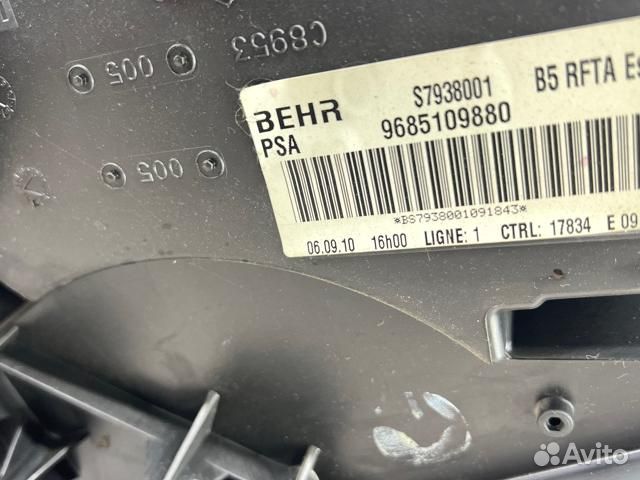 C8953
005
005
BEHR S7938001 B5 RFTA
PSA 9685109880
*BS7938001091843*
06.09.10 16h00 LIGNE: 1 CTRL: 17834 E 09
Avito